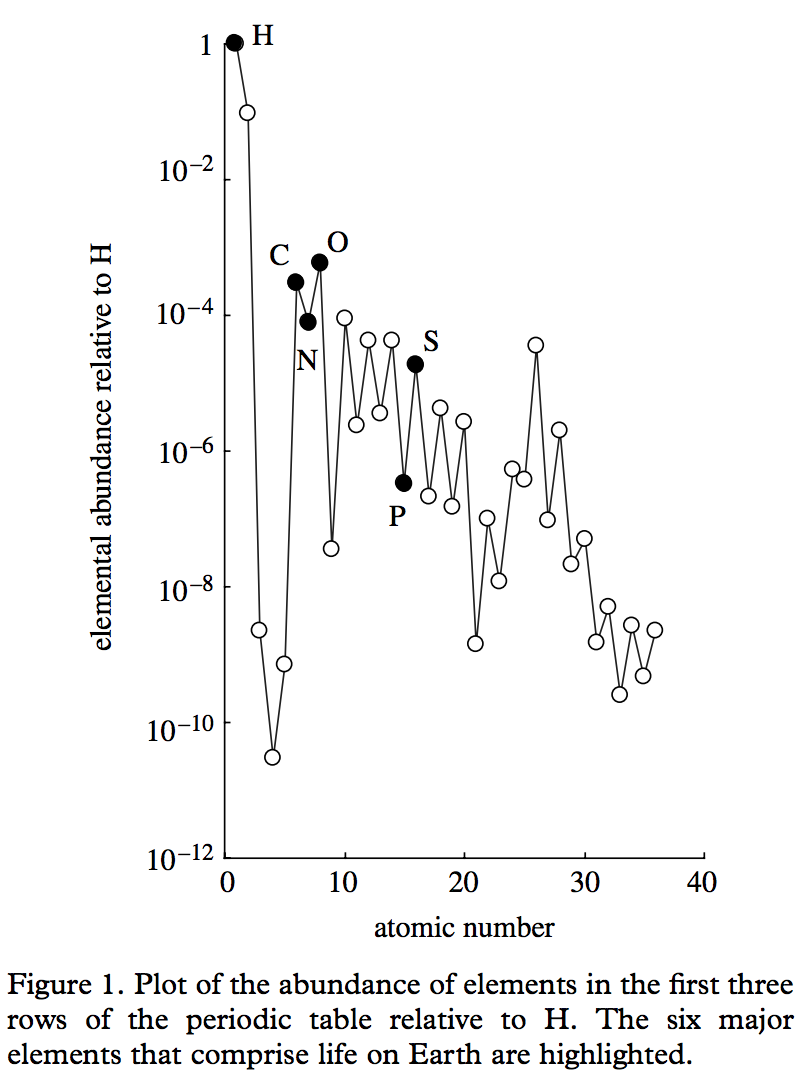 1
H
10−2
C
O
10−4
N
S
10−6
P
10−8
10−10
10−12
0 10 20 30 40
elemental abundance relative to H
atomic number
Figure 1. Plot of the abundance of elements in the first three
rows of the periodic table relative to H. The six major
elements that comprise life on Earth are highlighted.